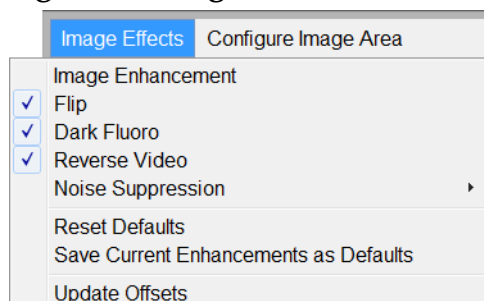 Image Effects Configure Image Area
Image Enhancement
Flip
Dark Fluoro
Reverse Video
Noise Suppression
Reset Defaults
Save Current Enhancements as Defaults
Update Offsets